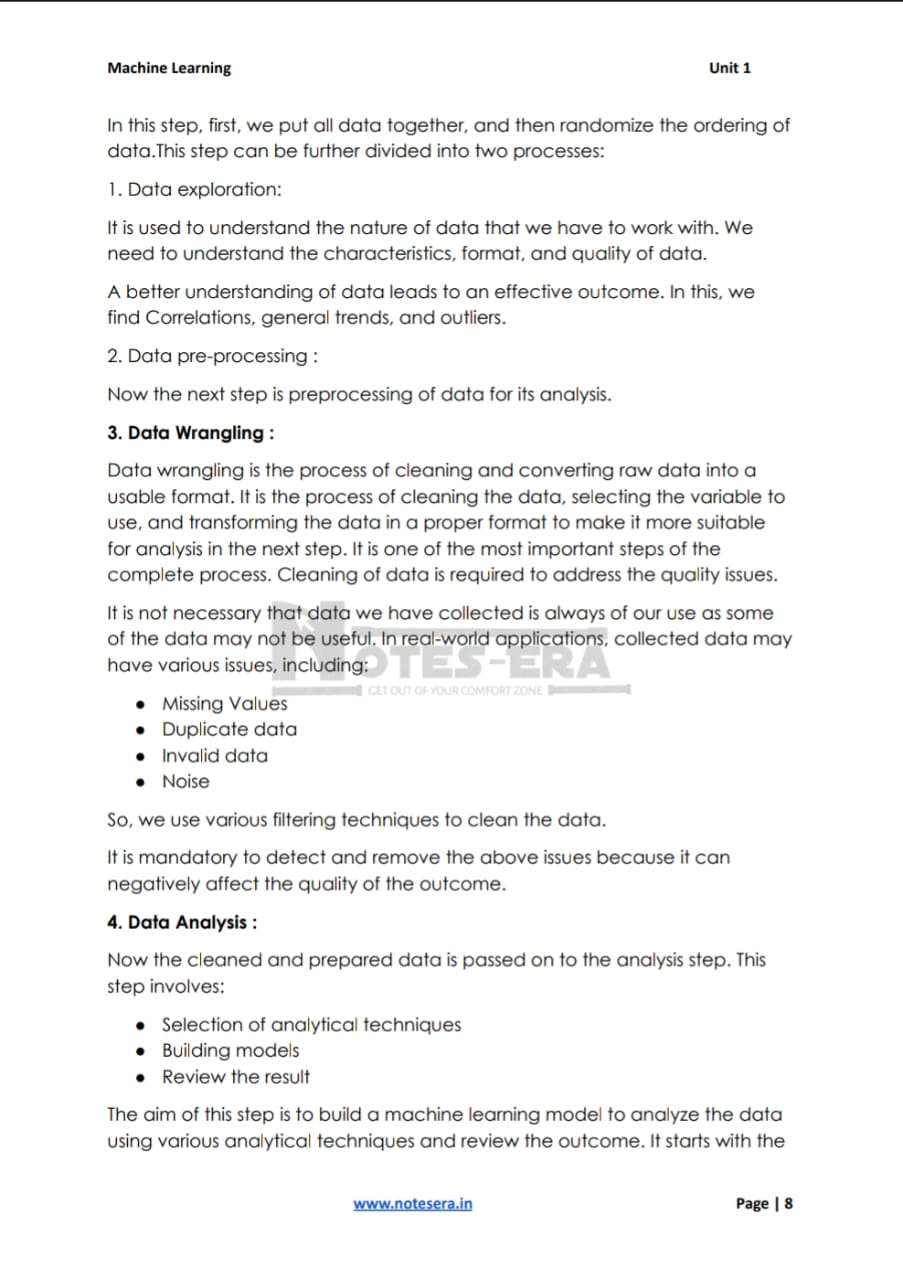 Machine Learning Unit 1
In this step, first, we put all data together, and then randomize the ordering of
data.This step can be further divided into two processes:
1. Data exploration:
It is used to understand the nature of data that we have to work with. We
need to understand the characteristics, format, and quality of data.
A better understanding of data leads to an effective outcome. In this, we
find Correlations, general trends, and outliers.
2. Data pre-processing :
Now the next step is preprocessing of data for its analysis.
3. Data Wrangling :
Data wrangling is the process of cleaning and converting raw data into a
usable format. It is the process of cleaning the data, selecting the variable to
use, and transforming the data in a proper format to make it more suitable
for analysis in the next step. It is one of the most important steps of the
complete process. Cleaning of data is required to address the quality issues.
It is not necessary that data we have collected is always of our use as some
of the data may not be useful. In real-world applications, collected data may
have various issues, including:
NOTES-ERA
GET OUT OF YOUR COMFORT ZONE
● Missing Values
● Duplicate data
● Invalid data
● Noise
So, we use various filtering techniques to clean the data.
It is mandatory to detect and remove the above issues because it can
negatively affect the quality of the outcome.
4. Data Analysis :
Now the cleaned and prepared data is passed on to the analysis step. This
step involves:
● Selection of analytical techniques
● Building models
● Review the result
The aim of this step is to build a machine learning model to analyze the data
using various analytical techniques and review the outcome. It starts with the
www.notesera.in Page | 8